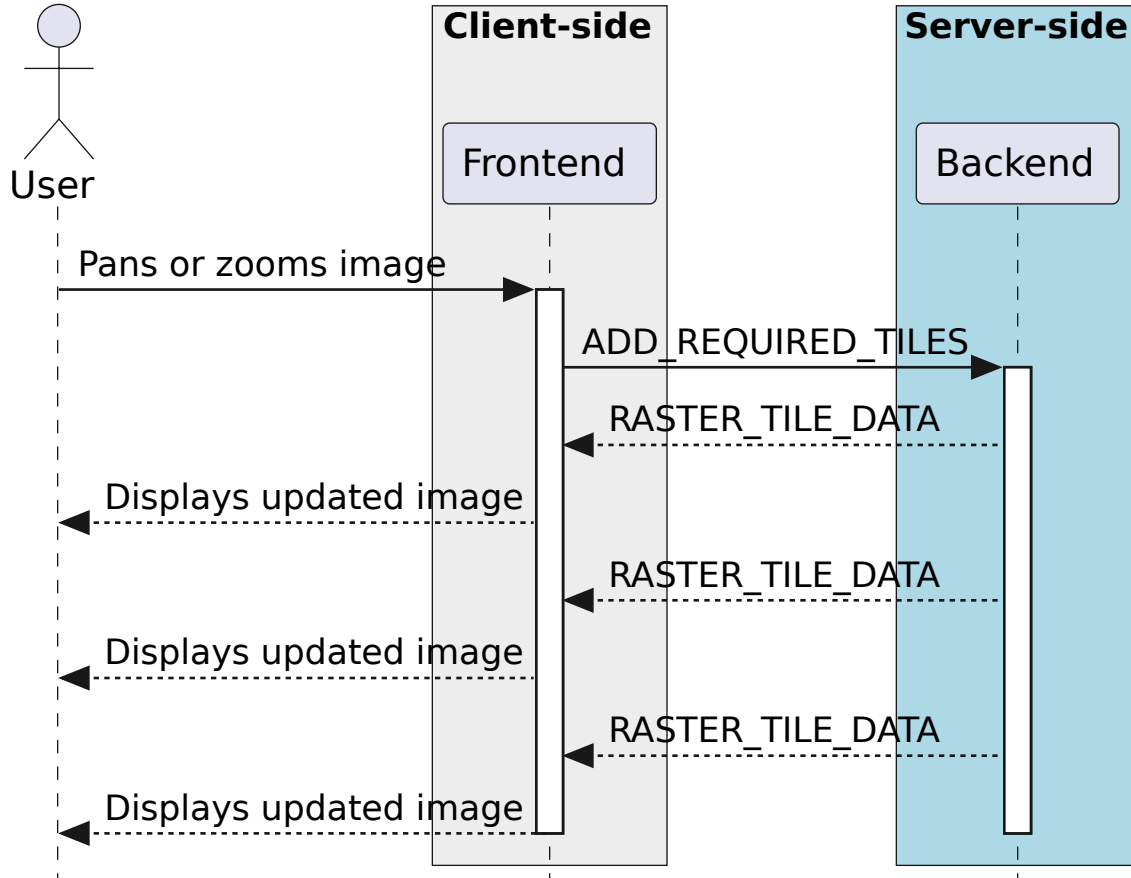 Client-side
Server-side
User
Frontend
Backend
Pans or zooms image
ADD_REQUIRED_TILES
RASTER_TILE_DATA
Displays updated image
RASTER_TILE_DATA
Displays updated image
RASTER_TILE_DATA
Displays updated image